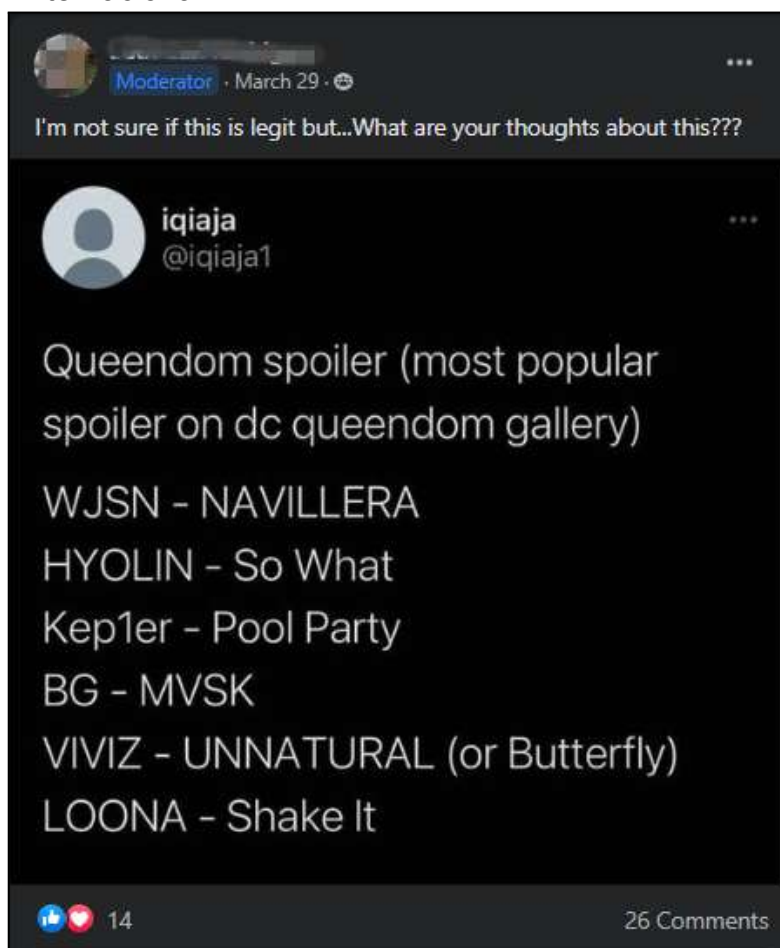 Moderator · March 29 ·
I'm not sure if this is legit but...What are your thoughts about this???
iqiaja
@iqiaja1
Queendom spoiler (most popular
spoiler on dc queendom gallery)
WJSN - NAVILLERA
HYOLIN - So What
Kep1er - Pool Party
BG - MVSK
VIVIZ - UNNATURAL (or Butterfly)
LOONA - Shake It
14
26 Comments